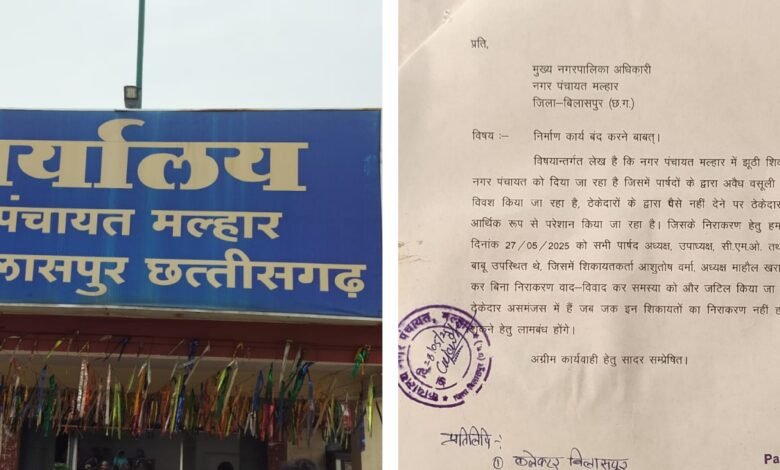 र्यालय
पंचायत मल्हार
लासपुर छत्तीसगढ़
प्रति,
मुख्य नगरपालिका अधिकारी
नगर पंचायत मल्हार
जिला–बिलासपुर (छ.ग.)
विषय :– निर्माण कार्य बंद करने बाबत्।
विषयान्तर्गत लेख है कि नगर पंचायत मल्हार में झूठी शि
नगर पंचायत को दिया जा रहा है जिसमें पार्षदों के द्वारा अवैध वसूली
विवश किया जा रहा है, ठेकेदारों के द्वारा पैसे नहीं देने पर ठेकेदार
आर्थिक रूप से परेशान किया जा रहा है। जिसके निराकरण हेतु हम
दिनांक 27/05/2025 को सभी पार्षद अध्यक्ष, उपाध्यक्ष, सी.एम.ओ. तथ
बाबू उपस्थित थे, जिसमें शिकायतकर्ता आशुतोष वर्मा, अध्यक्ष माहौल खरा
कर बिना निराकरण वाद–विवाद कर समस्या को और जटिल किया जा
ठेकेदार असमंजस में हैं जब जक इन शिकायतों का निराकरण नहीं ह
रुकने हेतु लामबंध होंगे।
अग्रीम कार्यवाही हेतु सादर सम्प्रेषित।
प्रतिलिपि :-
① कलेक्टर बिलासपुर
Pa